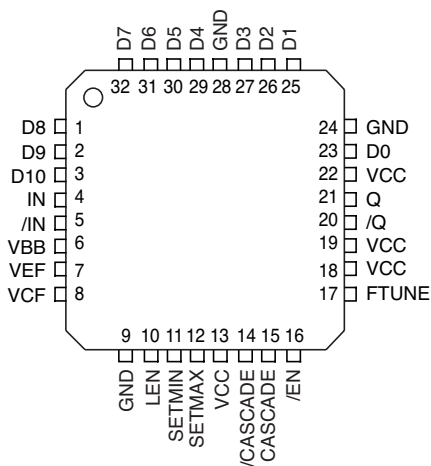 D7 D6 D5 D4 GND D3 D2 D1
32 31 30 29 28 27 26 25
D8 1
D9 2
D10 3
IN 4
/IN 5
VBB 6
VEF 7
VCF 8
24 GND
23 D0
22 VCC
21 Q
20 /Q
19 VCC
18 VCC
17 FTUNE
9 10 11 12 13 14 15 16
GND LEN SETMIN SETMAX VCC /CASCADE CASCADE /EN